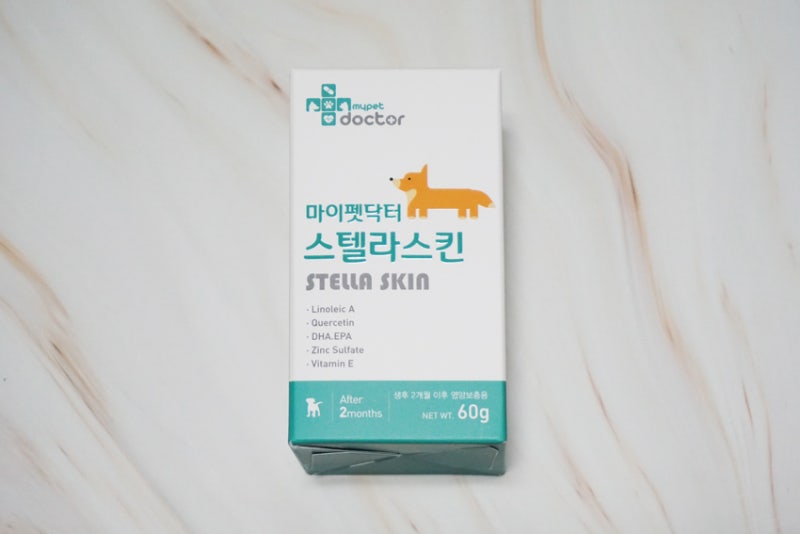 mypet
doctor
마이펫닥터
스텔라스킨
STELLA SKIN
· Linoleic A
· Quercetin
· DHA.EPA
· Zinc Sulfate
· Vitamin E
After
2months
생후 2개월 이후 영양보충용
NET WT. 60g